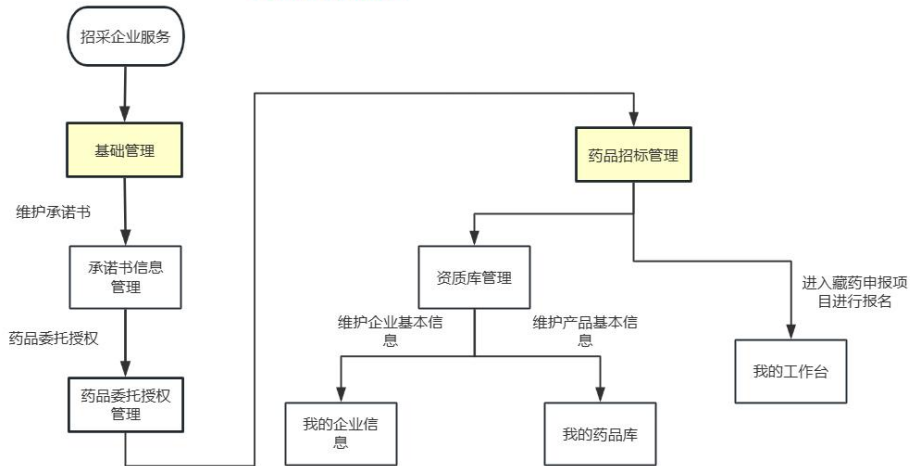 招采企业服务
基础管理
维护承诺书
承诺书信息
管理
药品委托授权
药品委托授权
管理
药品招标管理
资质库管理
维护企业基本信
息
维护产品基本信
息
我的企业信
息
我的药品库
进入藏药申报项
目进行报名
我的工作台